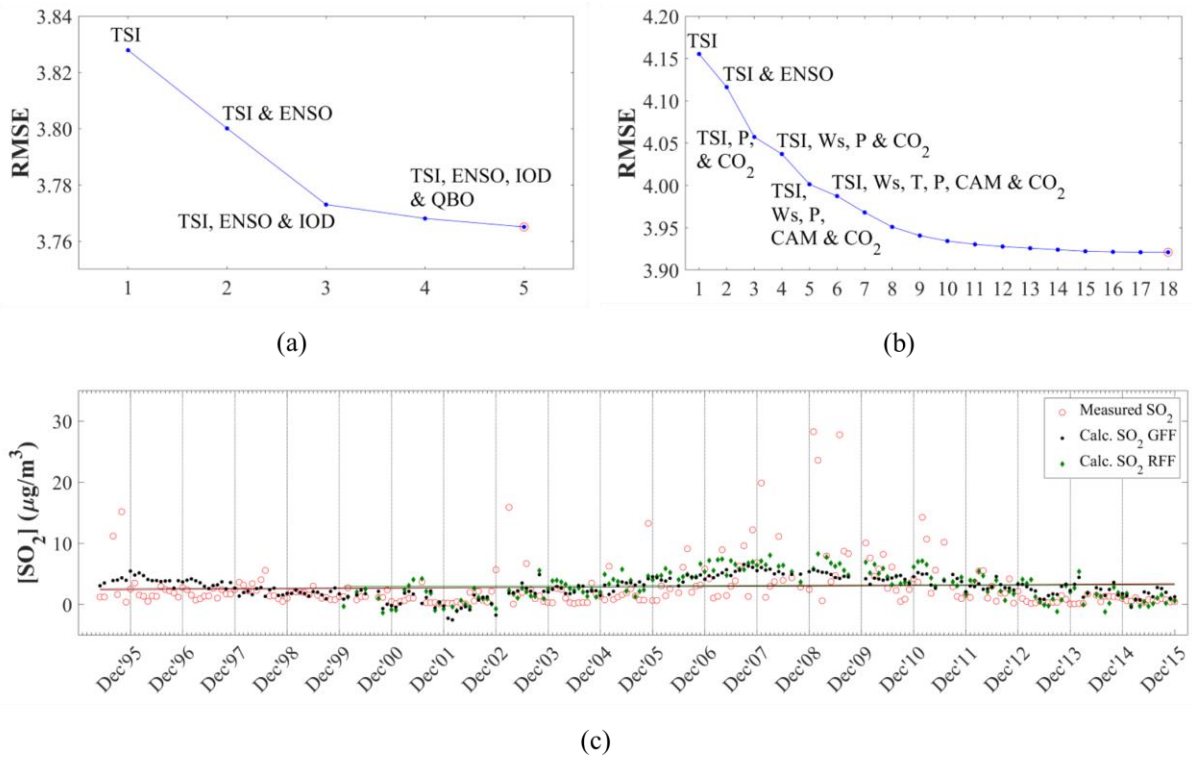 3.84
3.82
3.80
3.78
3.76
RMSE
TSI
TSI & ENSO
TSI, ENSO & IOD
TSI, ENSO, IOD
& QBO
1 2 3 4 5
(a)
4.20
4.15
4.10
4.05
4.00
3.95
3.90
RMSE
TSI
TSI & ENSO
TSI, P,
& CO2
TSI, Ws, P & CO2
TSI,
Ws, P,
CAM & CO2
TSI, Ws, T, P, CAM & CO2
1 2 3 4 5 6 7 8 9 10 11 12 13 14 15 16 17 18
(b)
[SO2] (μg/m3)
30
20
10
0
Measured SO2
Calc. SO2 GFF
Calc. SO2 RFF
Dec'95 Dec'96 Dec'97 Dec'98 Dec'99 Dec'00 Dec'01 Dec'02 Dec'03 Dec'04 Dec'05 Dec'06 Dec'07 Dec'08 Dec'09 Dec'10 Dec'11 Dec'12 Dec'13 Dec'14 Dec'15
(c)